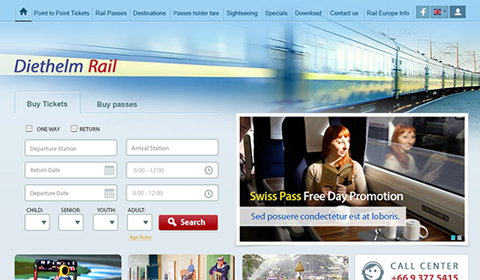 Point to Point Tickets Rail Passes Destinations Passes holder fare Sightseeing Specials Download Contact us Rail Europe Info
Diethelm Rail
Buy Tickets Buy passes
ONE WAY RETURN
Departure Station Arrival Station
Return Date 8:00 - 12:00
Departure Date: 8:00 - 12:00
CHILD: SENIOR: YOUTH: ADULT:
Search
Age Rules
Swiss Pass Free Day Promotion
Sed posuere condectetur est at loboris.
CALL CENTER
+66 9 377 5415